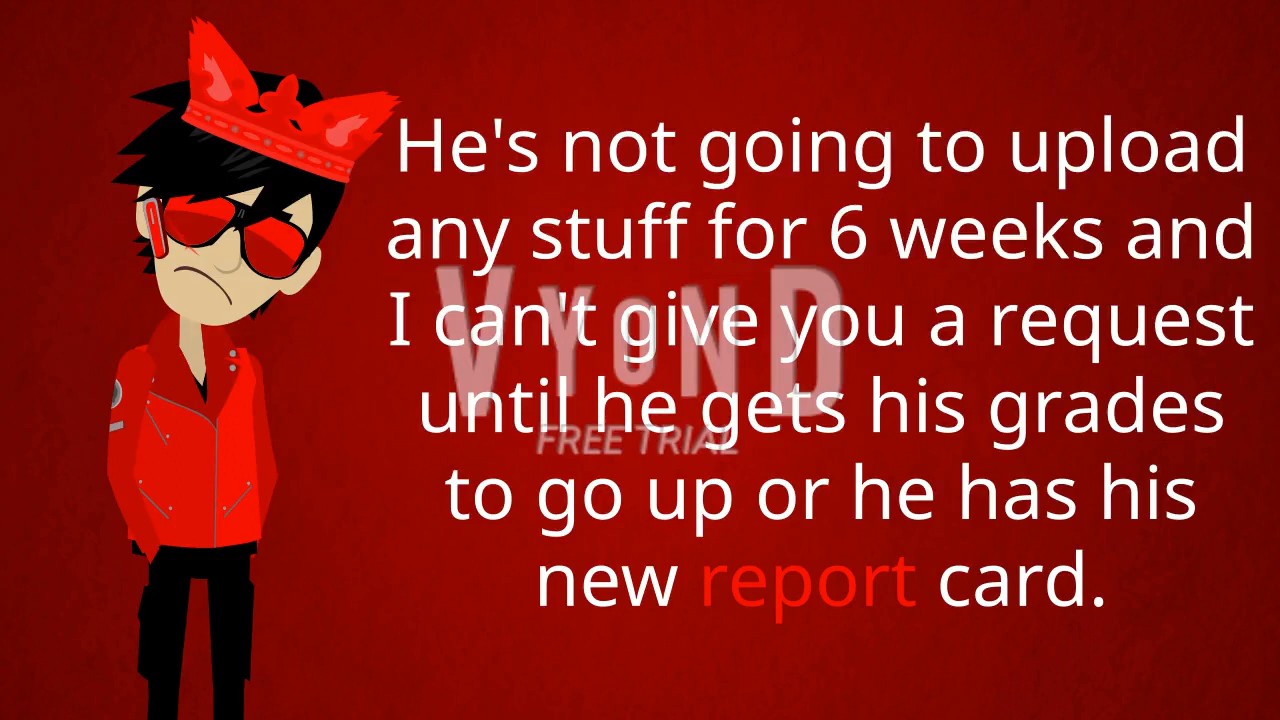 He's not going to upload
any stuff for 6 weeks and
I can't give you a request
until he gets his grades
to go up or he has his
new report card.
VYOND
FREE TRIAL